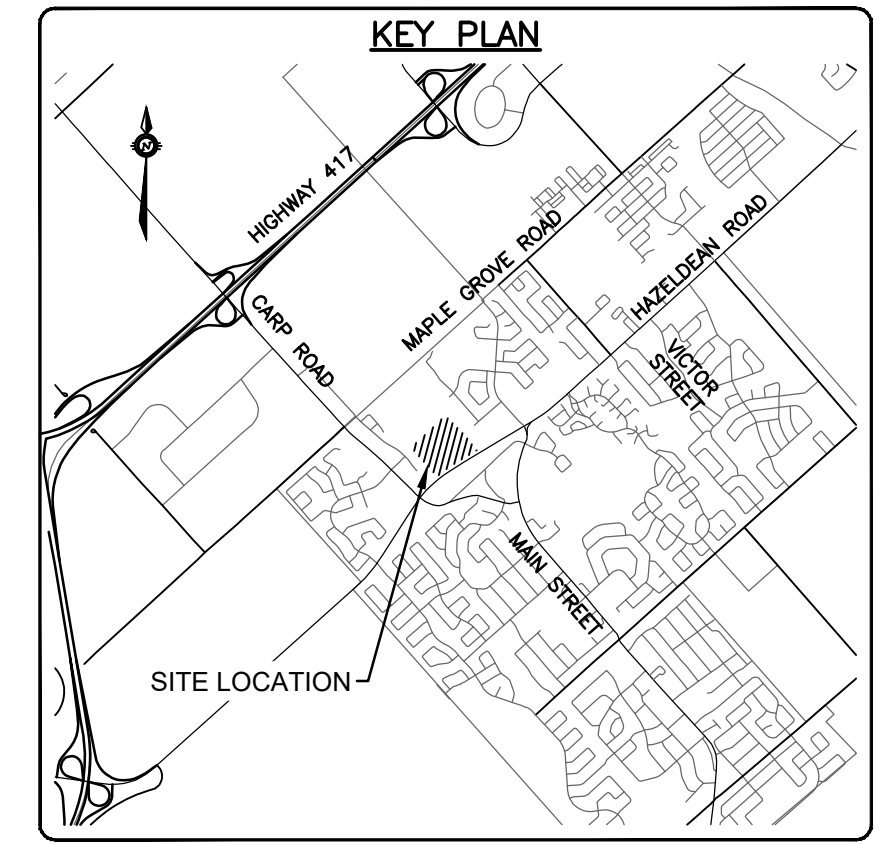 KEY PLAN
N
HIGHWAY 417
MAPLE GROVE ROAD
HAZELDEAN ROAD
CARP ROAD
VICTOR
STREET
MAIN STREET
SITE LOCATION